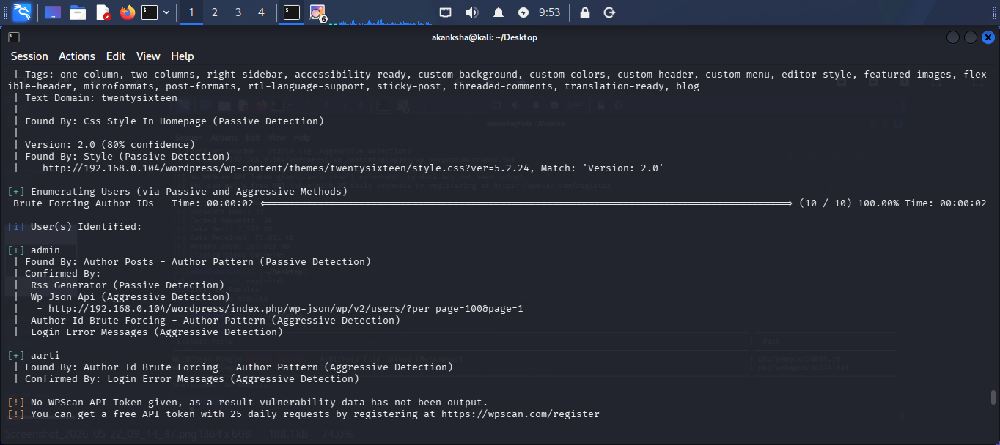 1 2 3 4 6 9:53
akanksha@kali: ~/Desktop
Session Actions Edit View Help
| Tags: one-column, two-columns, right-sidebar, accessibility-ready, custom-background, custom-colors, custom-header, custom-menu, editor-style, featured-images, flex
ible-header, microformats, post-formats, rtl-language-support, sticky-post, threaded-comments, translation-ready, blog
| Text Domain: twentysixteen
|
| Found By: Css Style In Homepage (Passive Detection)
|
| Version: 2.0 (80% confidence)
| Found By: Style (Passive Detection)
|  - http://192.168.0.104/wordpress/wp-content/themes/twentysixteen/style.css?ver=5.2.24, Match: 'Version: 2.0'
[+] Enumerating Users (via Passive and Aggressive Methods)
Brute Forcing Author IDs - Time: 00:00:02 <==============================> (10 / 10) 100.00% Time: 00:00:02
[i] User(s) Identified:
[+] admin
| Found By: Author Posts - Author Pattern (Passive Detection)
| Confirmed By:
|  Rss Generator (Passive Detection)
|  Wp Json Api (Aggressive Detection)
|   - http://192.168.0.104/wordpress/index.php/wp-json/wp/v2/users/?per_page=100&page=1
|  Author Id Brute Forcing - Author Pattern (Aggressive Detection)
|  Login Error Messages (Aggressive Detection)
[+] aarti
| Found By: Author Id Brute Forcing - Author Pattern (Aggressive Detection)
| Confirmed By: Login Error Messages (Aggressive Detection)
[!] No WPScan API Token given, as a result vulnerability data has not been output.
[!] You can get a free API token with 25 daily requests by registering at https://wpscan.com/register
Screenshot_2026-05-22_09_44_47.png 1364 x 608 188.1 kB 74.0%